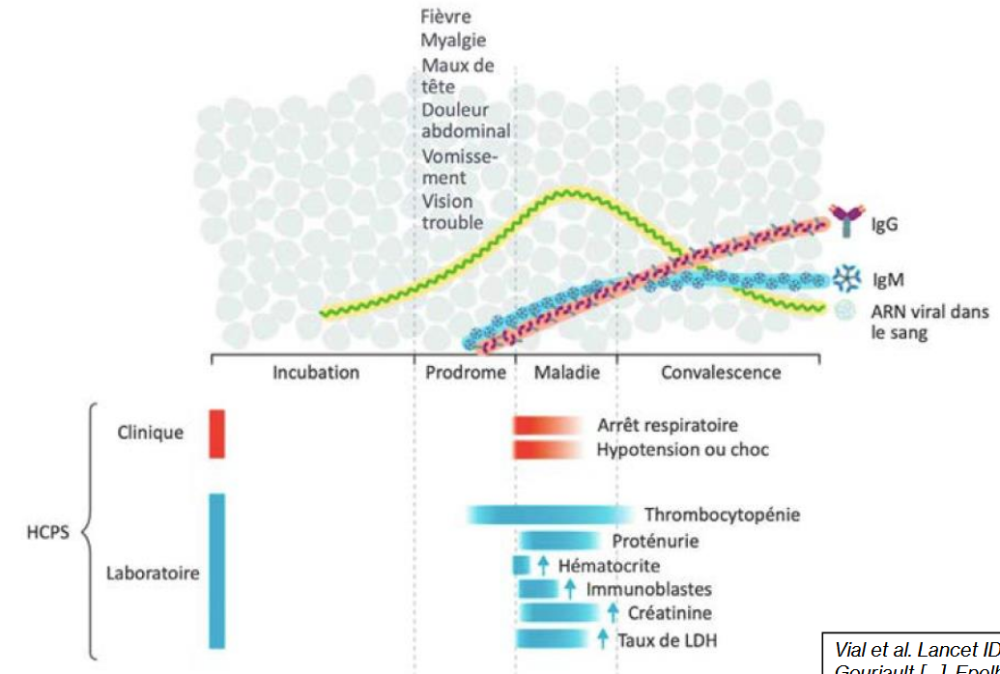 Fièvre
Myalgie
Maux de
tête
Douleur
abdominal
Vomisse-
ment
Vision
trouble
IgG
IgM
ARN viral dans
le sang
Incubation
Prodrome
Maladie
Convalescence
Clinique
Arrêt respiratoire
Hypotension ou choc
HCPS
Laboratoire
Thrombocytopénie
Proténurie
Hématocrite
Immunoblastes
Créatinine
Taux de LDH
Vial et al. Lancet ID